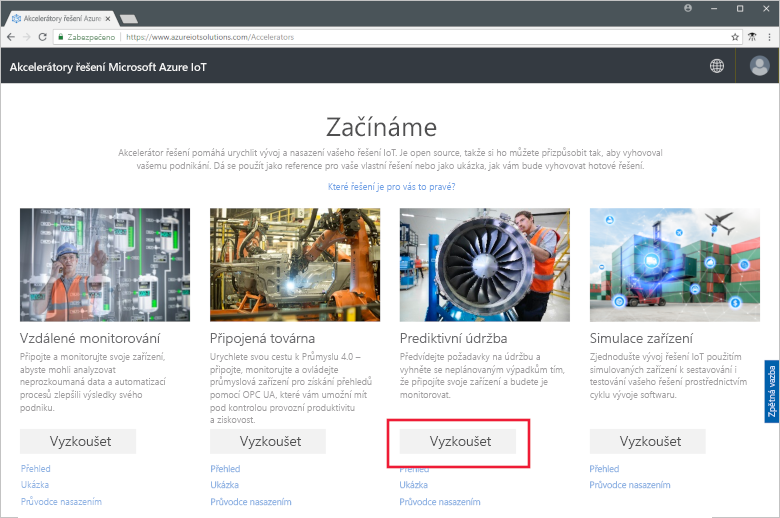 Akcelerátory řešení Azure
Zabezpečeno
https://www.azureiotsolutions.com/Accelerators
Akcelerátory řešení Microsoft Azure IoT
Začínáme
Akcelerátor řešení pomáhá urychlit vývoj a nasazení vašeho řešení IoT. Je open source, takže si ho můžete přizpůsobit tak, aby vyhovoval
vašemu podnikání. Dá se použít jako reference pro vaše vlastní řešení nebo jako ukázka, jak vám bude vyhovovat hotové řešení.
Které řešení je pro vás to pravé?
Vzdálené monitorování
Připojte a monitorujte svoje zařízení,
abyste mohli analyzovat
neprozkoumaná data a automatizací
procesů zlepšili výsledky svého
podniku.
Vyzkoušet
Přehled
Ukázka
Průvodce nasazením
Připojená továrna
Urychlete svou cestu k Průmyslu 4.0 –
připojte, monitorujte a ovládejte
průmyslová zařízení pro získání přehledů
pomocí OPC UA, které vám umožní mít
pod kontrolou provozní produktivitu
a ziskovost.
Vyzkoušet
Přehled
Ukázka
Průvodce nasazením
Prediktivní údržba
Předvídejte požadavky na údržbu a
vyhněte se neplánovaným výpadkům tím,
že připojíte svoje zařízení a budete je
monitorovat.
Vyzkoušet
Přehled
Ukázka
Průvodce nasazením
Simulace zařízení
Zjednodušte vývoj řešení IoT použitím
simulovaných zařízení k sestavování i
testování vašeho řešení prostřednictvím
cyklu vývoje softwaru.
Vyzkoušet
Přehled
Průvodce nasazením
Zpětná vazba